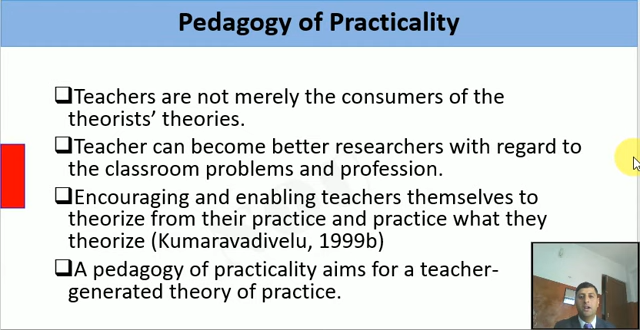 Pedagogy of Practicality
Teachers are not merely the consumers of the
theorists’ theories.
Teacher can become better researchers with regard to
the classroom problems and profession.
Encouraging and enabling teachers themselves to
theorize from their practice and practice what they
theorize (Kumaravadivelu, 1999b)
A pedagogy of practicality aims for a teacher-
generated theory of practice.